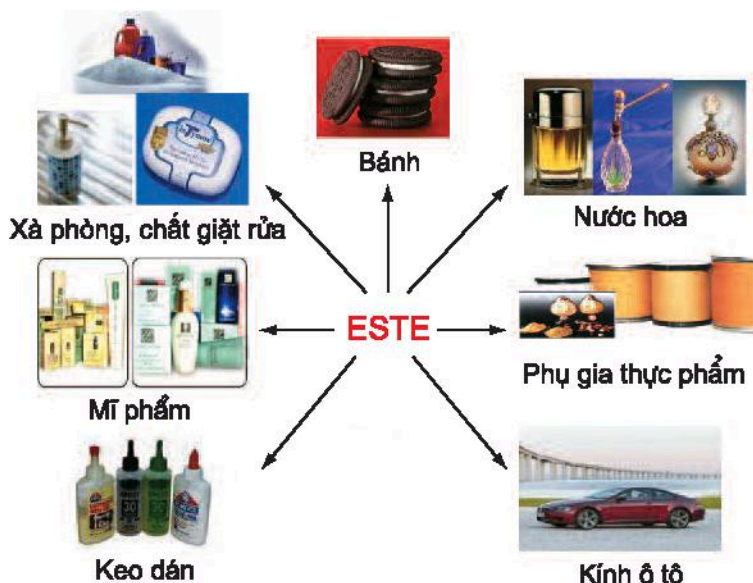 Bánh
Xà phòng, chất giặt rửa
Nước hoa
ESTE
Mĩ phẩm
Phụ gia thực phẩm
Keo dán
Kính ô tô